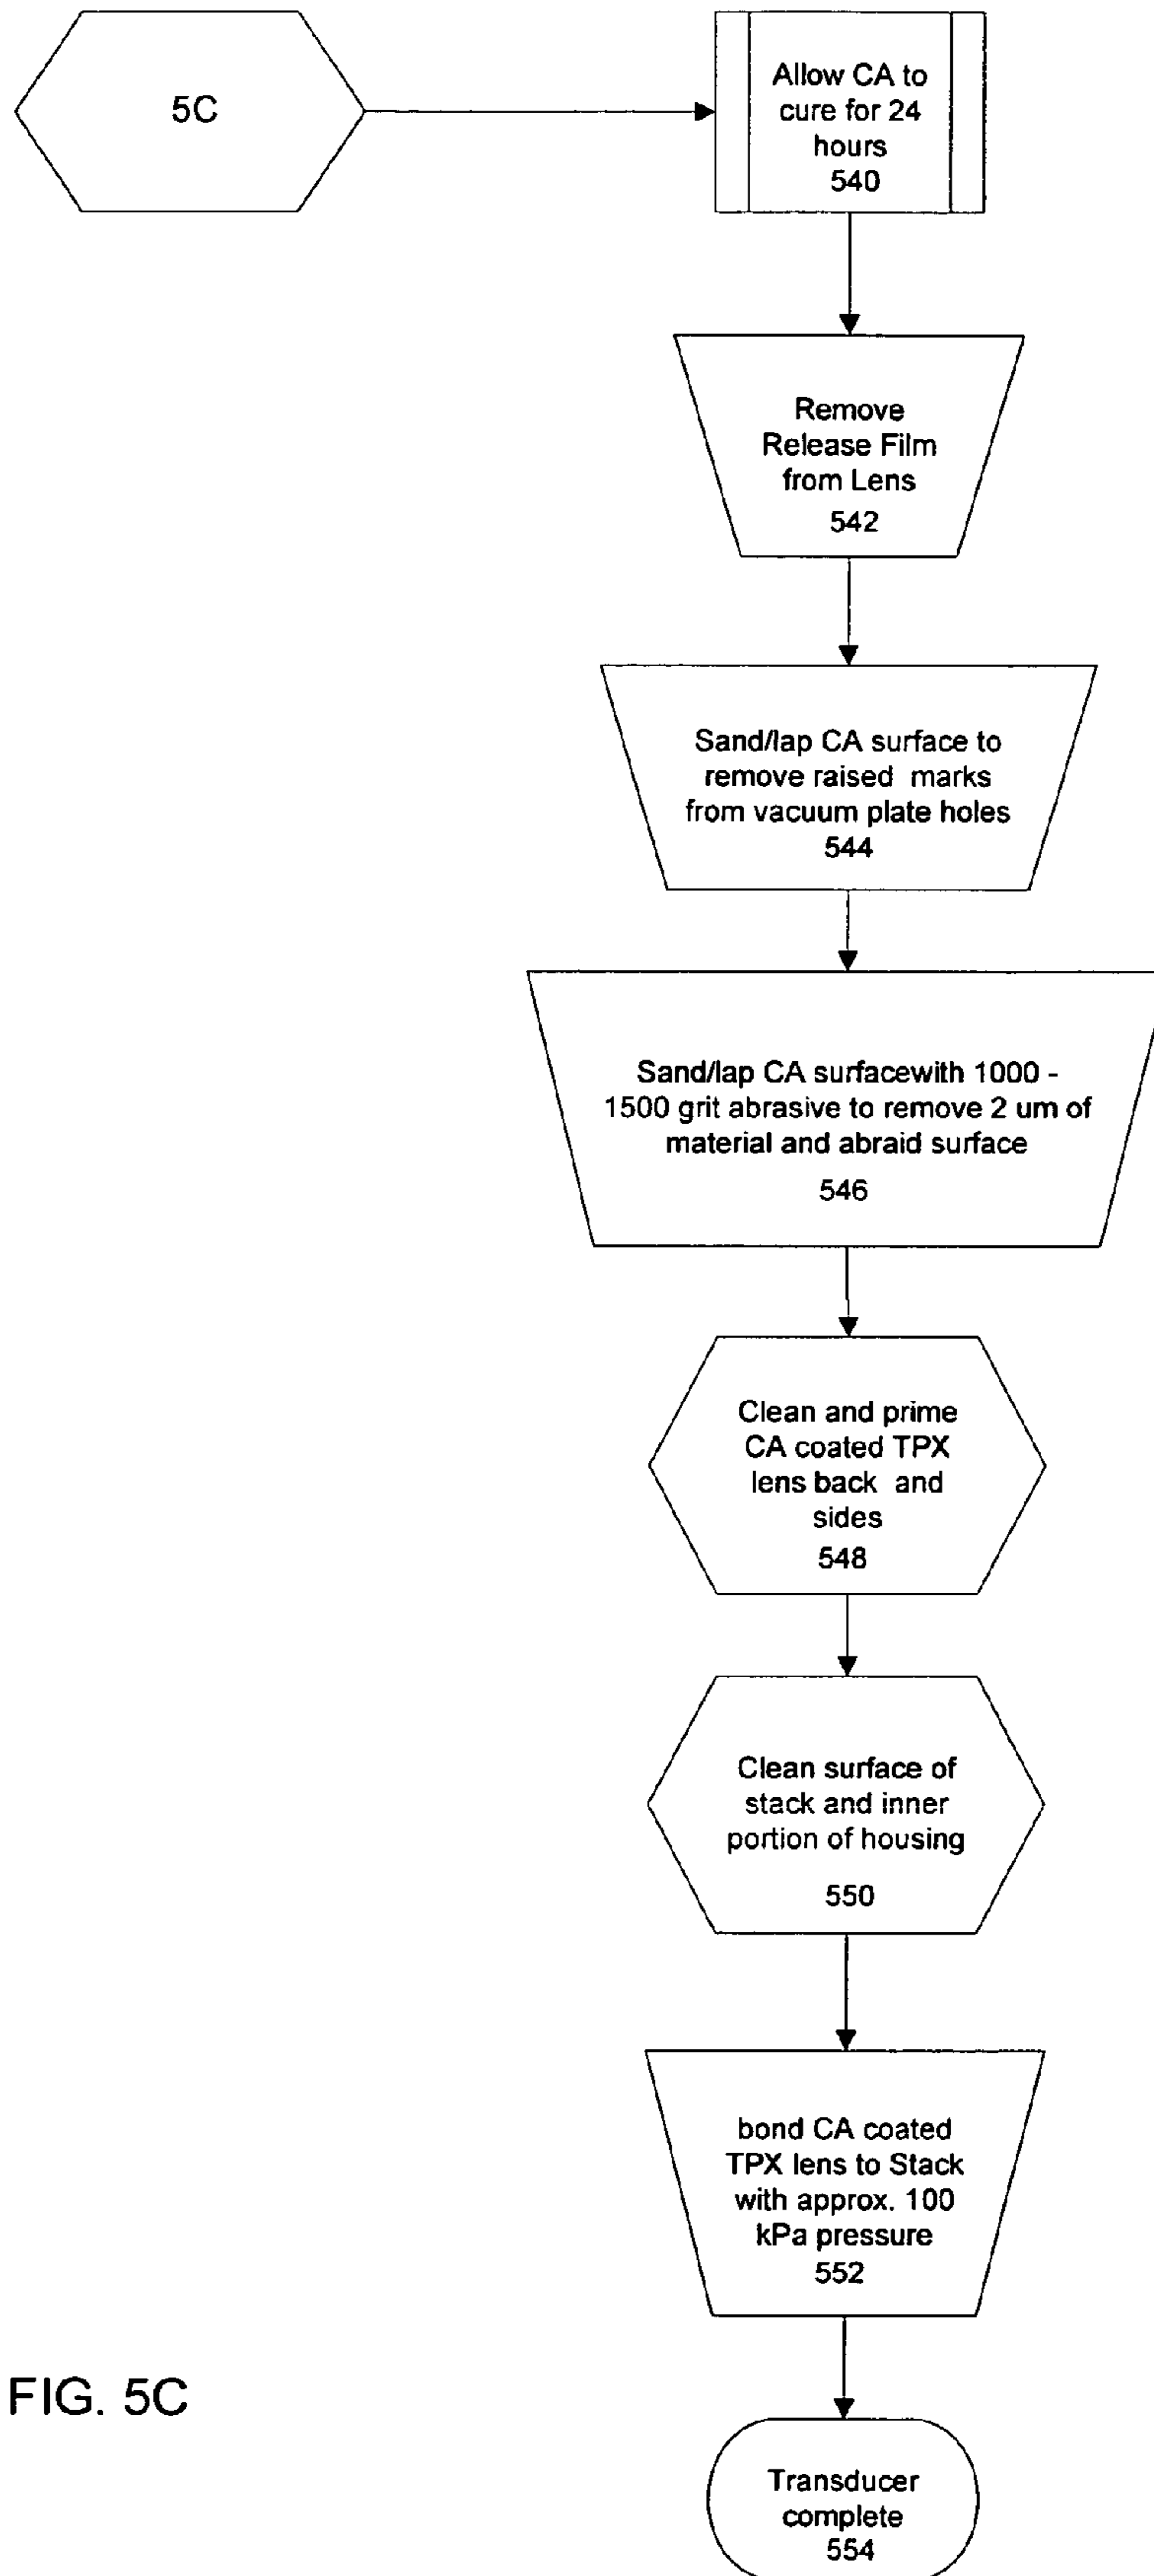 5C
Allow CA to
cure for 24
hours
540
Remove
Release Film
from Lens
542
Sand/lap CA surface to
remove raised marks
from vacuum plate holes
544
Sand/lap CA surfacewith 1000 -
1500 grit abrasive to remove 2 um of
material and abraid surface
546
Clean and prime
CA coated TPX
lens back and
sides
548
Clean surface of
stack and inner
portion of housing
550
bond CA coated
TPX lens to Stack
with approx. 100
kPa pressure
552
FIG. 5C
Transducer
complete
554